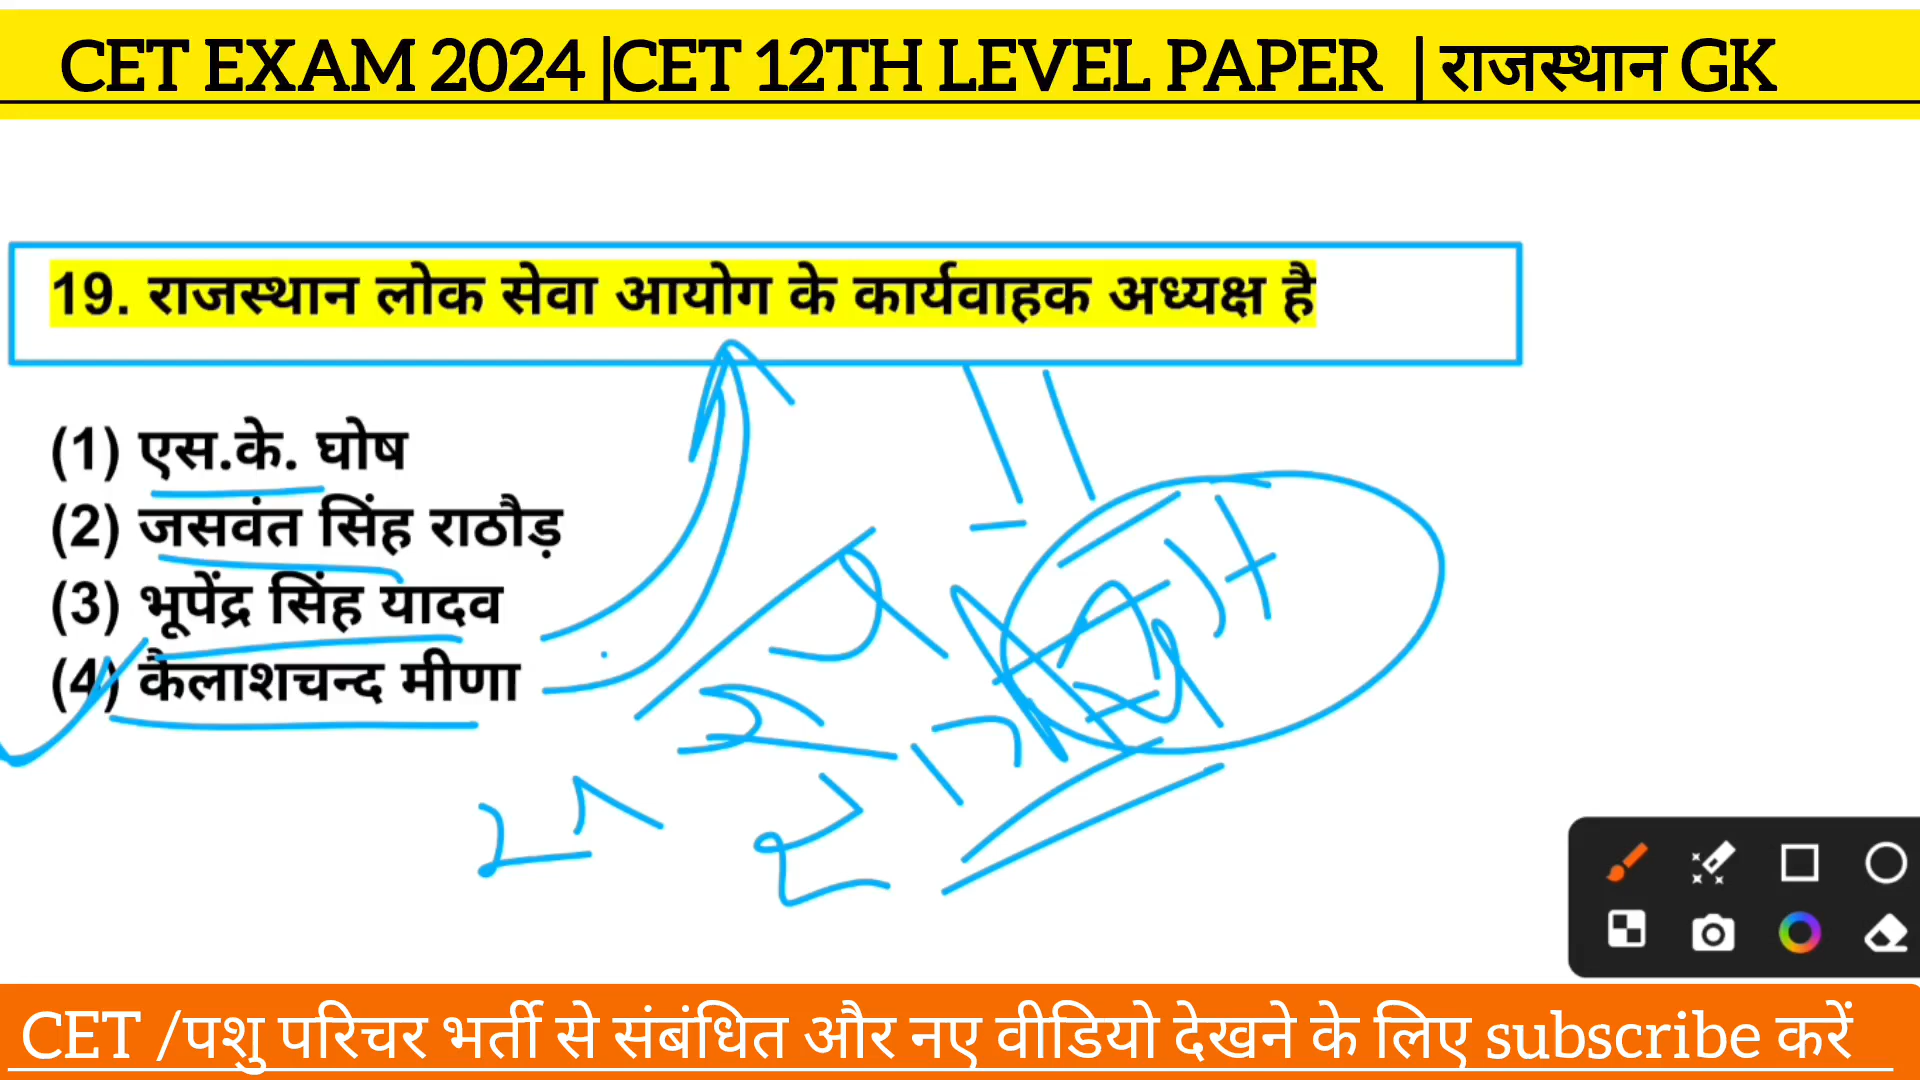 CET EXAM 2024 |CET 12TH LEVEL PAPER | राजस्थान GK
19. राजस्थान लोक सेवा आयोग के कार्यवाहक अध्यक्ष है
(1) एस.के. घोष
(2) जसवंत सिंह राठौड़
(3) भूपेंद्र सिंह यादव
(4) कैलाशचन्द मीणा
CET /पशु परिचर भर्ती से संबंधित और नए वीडियो देखने के लिए subscribe करें